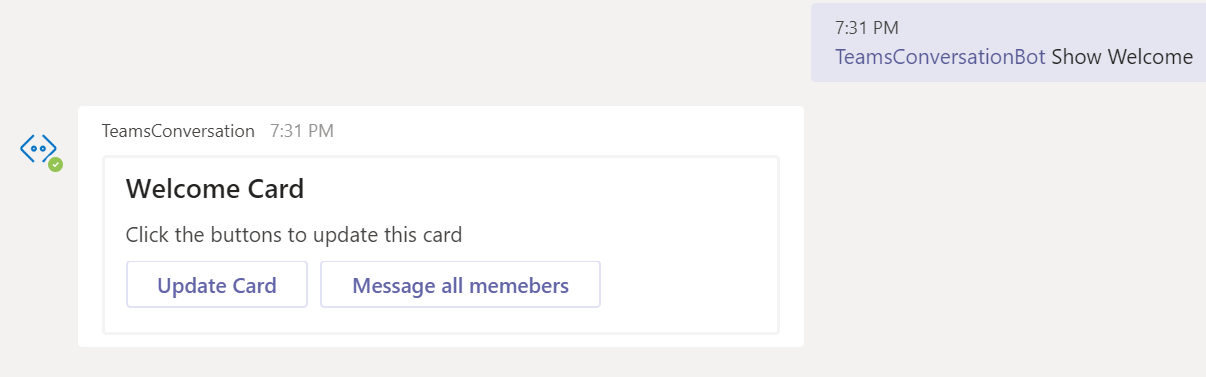 7:31 PM
TeamsConversationBot Show Welcome
TeamsConversation 7:31 PM
Welcome Card
Click the buttons to update this card
Update Card Message all memebers